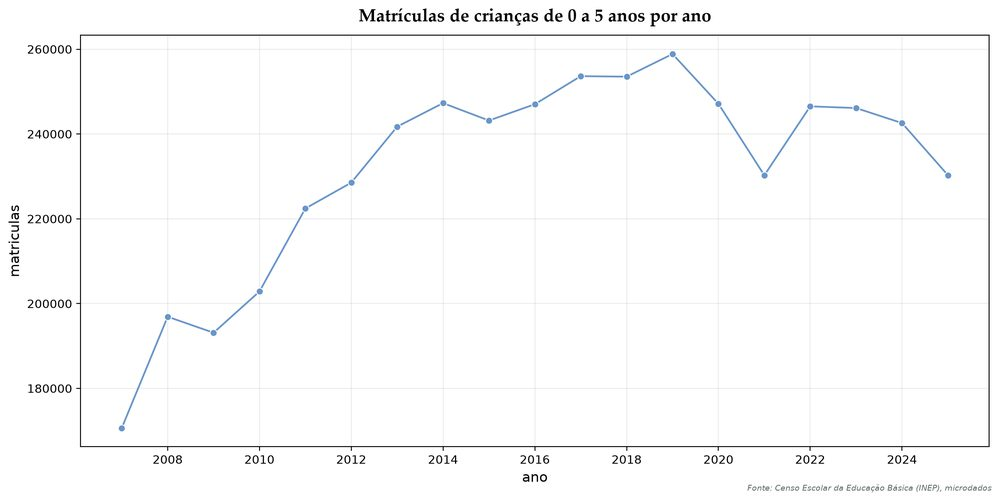 Matrículas de crianças de 0 a 5 anos por ano
260000
240000
220000
200000
180000
matriculas
2008 2010 2012 2014 2016 2018 2020 2022 2024
ano
Fonte: Censo Escolar da Educação Básica (INEP), microdados